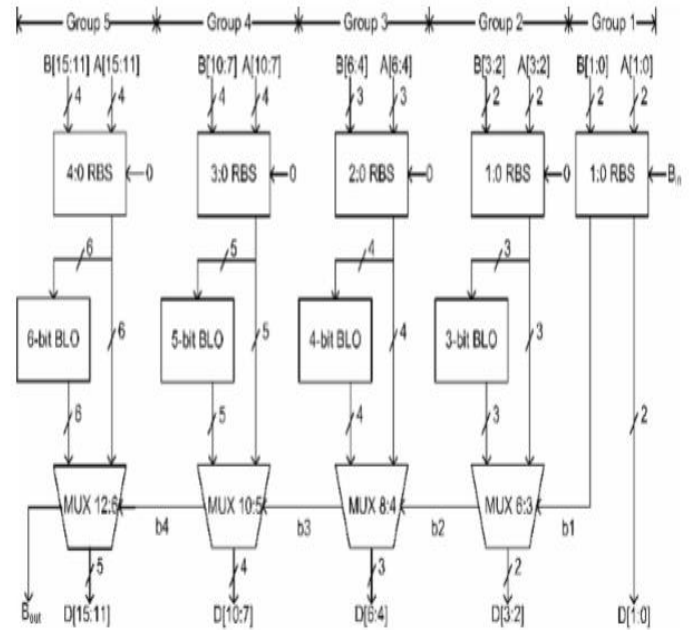 Group 5 Group 4 Group 3 Group 2 Group 1
B[15:11] A[15:11] B[10:7] A[10:7] B[6:4] A[6:4] B[3:2] A[3:2] B[1:0] A[1:0]
4 4 4 4 3 3 2 2 2 2
4:0 RBS 0 3:0 RBS 0 2:0 RBS 0 1:0 RBS 0 1:0 RBS Bin
6 5 4 3
6-bit BLO 6 5-bit BLO 5 4-bit BLO 4 3-bit BLO 3
6 5 4 3 2
MUX 12:6 b4 MUX 10:5 b3 MUX 8:4 b2 MUX 6:3 b1
5 4 3 2
Bout D[15:11] D[10:7] D[6:4] D[3:2] D[1:0]